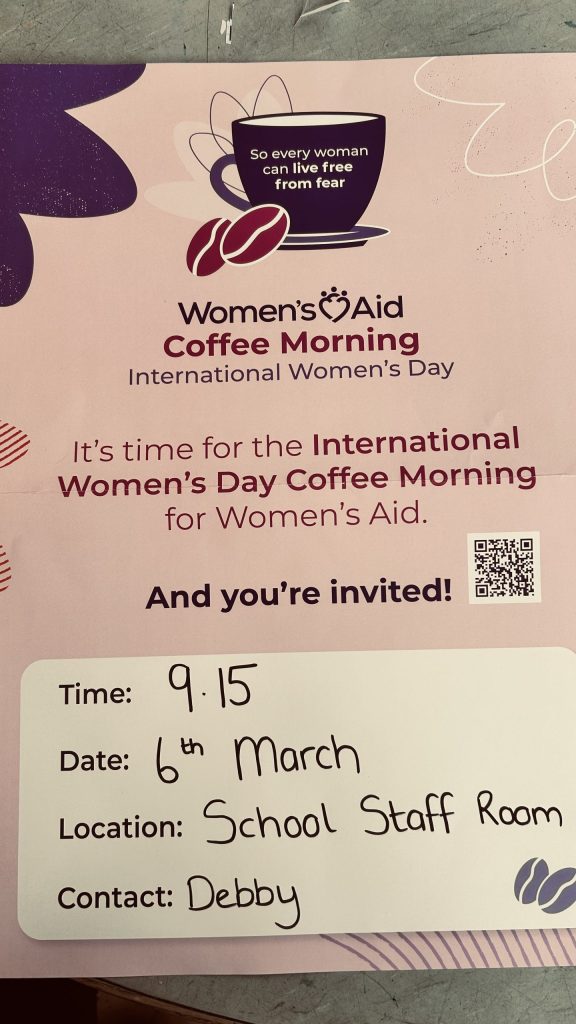 So every woman
can live free
from fear
Women's Aid
Coffee Morning
International Women's Day
It's time for the International
Women's Day Coffee Morning
for Women's Aid.
And you're invited!
Time: 9.15
Date: 6th March
Location: School Staff Room
Contact: Debby